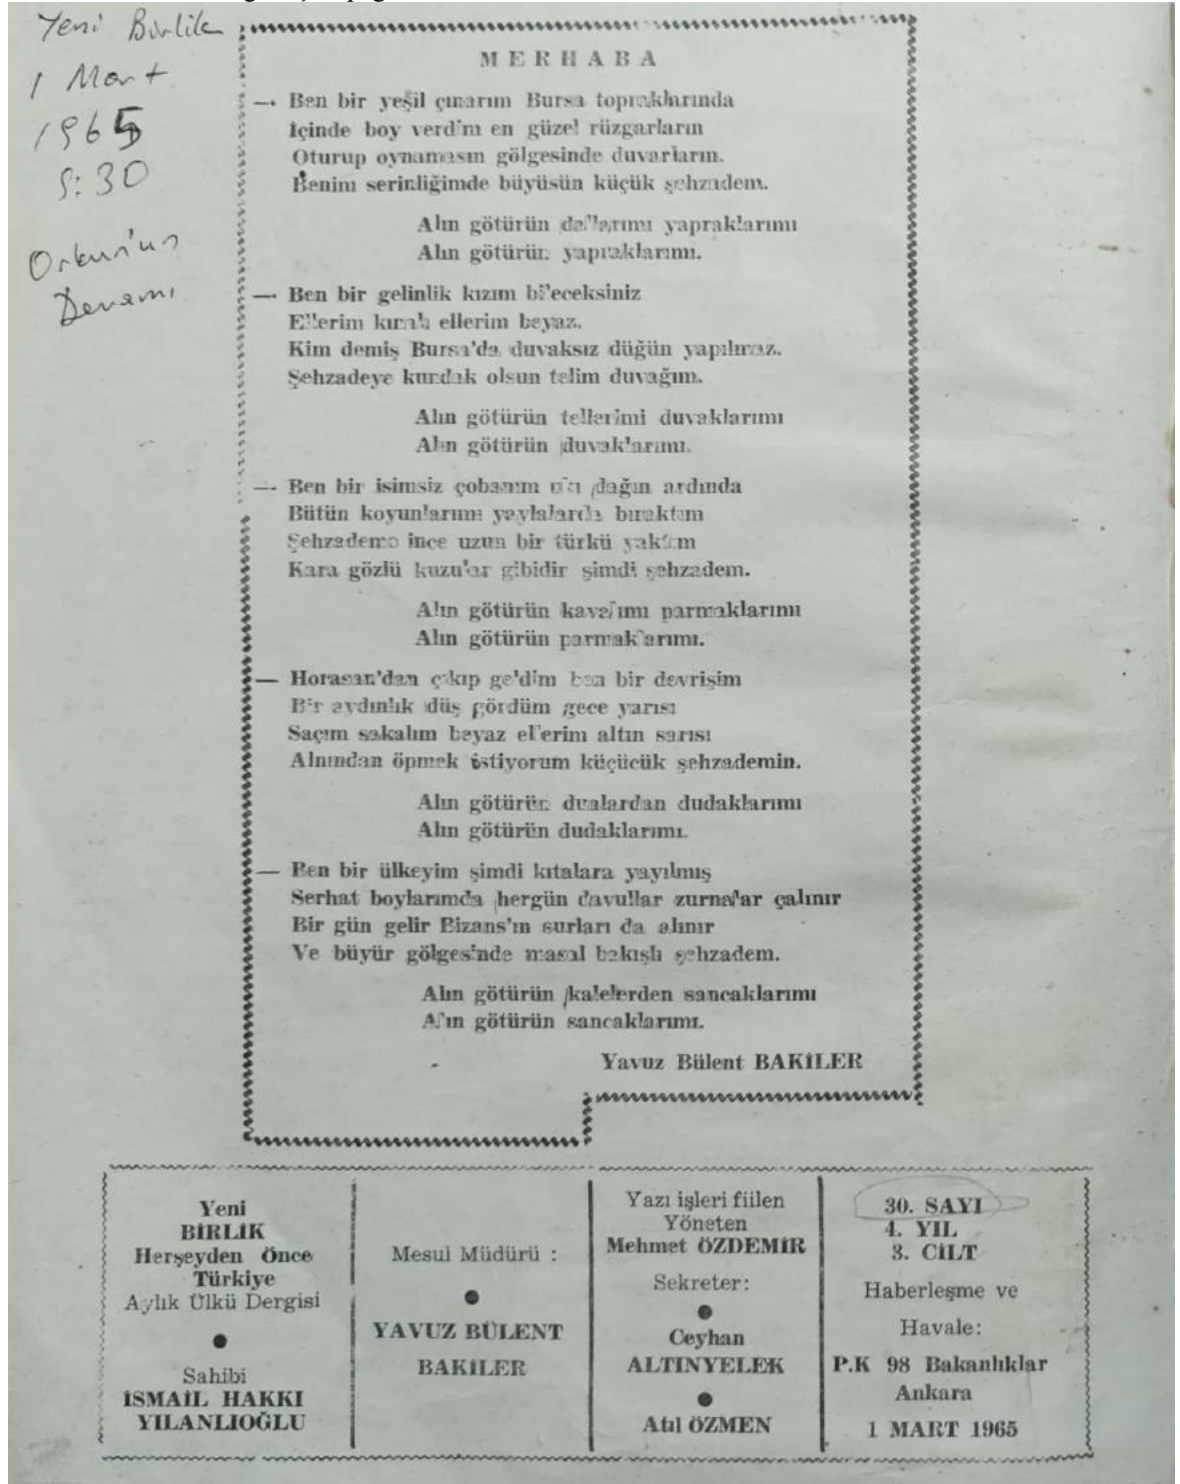 Yeni Birlik
1 Mart
1965
S: 30
Orkun'un
Devamı
MERHABA
— Ben bir yeşil çınarım Bursa topraklarında
İçinde boy verdim en güzel rüzgarların
Oturup oynamasın gölgesinde duvarların.
Benim serinliğimde büyüsün küçük şehzadem.
Alın götürün dallarımı yapraklarımı
Alın götürün yapraklarımı.
— Ben bir gelinlik kızım bileceksiniz
Ellerim kınalı ellerim beyaz.
Kim demiş Bursa'da duvaksız düğün yapılmaz.
Şehzadeye kundak olsun telim duvağım.
Alın götürün tellerimi duvaklarımı
Alın götürün duvaklarımı.
— Ben bir isimsiz çobanım dağın ardında
Bütün koyunlarımı yaylalarda bıraktım
Şehzademe ince uzun bir türkü yaktım
Kara gözlü kuzular gibidir şimdi şehzadem.
Alın götürün kavalımı parmaklarımı
Alın götürün parmaklarımı.
— Horasan'dan çıkıp geldim ben bir devrişim
Bir aydınlık düş gördüm gece yarısı
Saçım sakalım beyaz ellerim altın sarısı
Alnından öpmek istiyorum küçücük şehzademin.
Alın götürün dualardan dudaklarımı
Alın götürün dudaklarımı.
— Ben bir ülkeyim şimdi kıtalara yayılmış
Serhat boylarımda hergün davullar zurnalar çalınır
Bir gün gelir Bizans'ın surları da alınır
Ve büyür gölgesinde masal bakışlı şehzadem.
Alın götürün kalelerden sancaklarımı
Alın götürün sancaklarımı.
Yavuz Bülent BAKİLER
Yeni
BİRLİK
Herşeyden Önce
Türkiye
Aylık Ülkü Dergisi
●
Sahibi
İSMAİL HAKKI
YILANLIOĞLU
Mesul Müdürü :
●
YAVUZ BÜLENT
BAKİLER
Yazı işleri fiilen
Yöneten
Mehmet ÖZDEMİR
Sekreter:
●
Ceyhan
ALTINYELEK
●
Atıl ÖZMEN
30. SAYI
4. YIL
3. CİLT
Haberleşme ve
Havale:
P.K 98 Bakanlıklar
Ankara
1 MART 1965